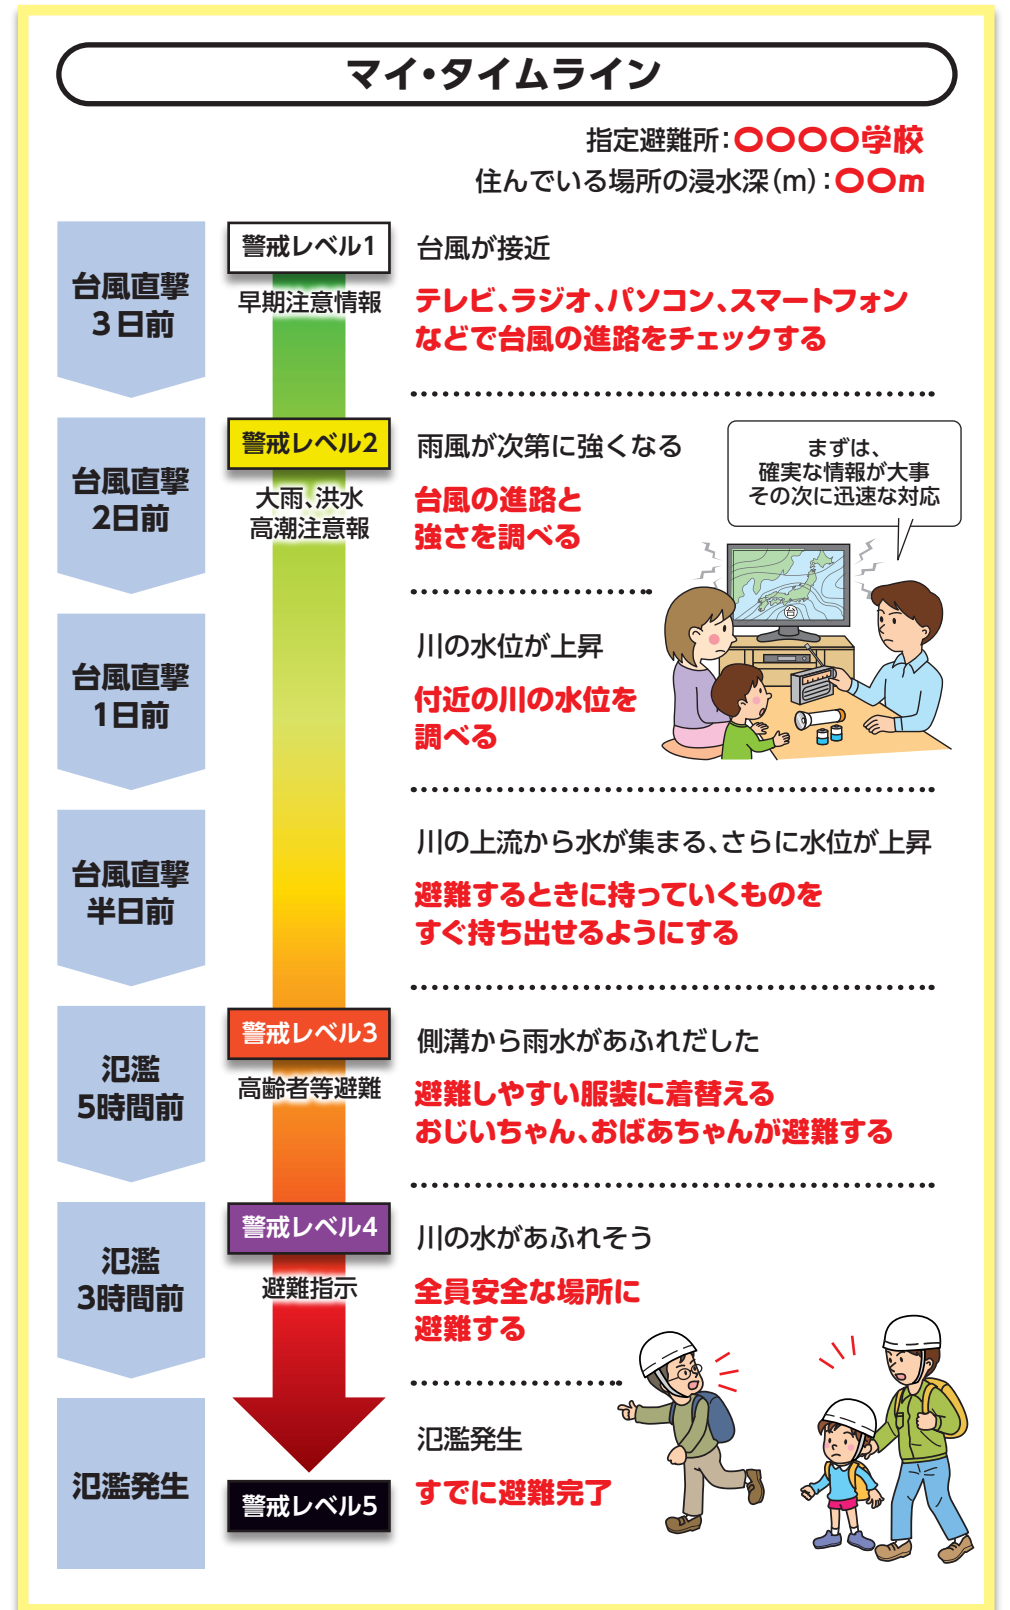 マイ・タイムライン
指定避難所：〇〇〇〇学校
住んでいる場所の浸水深（m）：〇〇m
台風直撃
３日前
警戒レベル1
早期注意情報
台風が接近
テレビ、ラジオ、パソコン、スマートフォン
などで台風の進路をチェックする
台風直撃
2日前
警戒レベル2
大雨、洪水
高潮注意報
雨風が次第に強くなる
台風の進路と
強さを調べる
まずは、
確実な情報が大事
その次に迅速な対応
台
台風直撃
1日前
川の水位が上昇
付近の川の水位を
調べる
台風直撃
半日前
川の上流から水が集まる、さらに水位が上昇
避難するときに持っていくものを
すぐ持ち出せるようにする
氾濫
5時間前
警戒レベル3
高齢者等避難
側溝から雨水があふれだした
避難しやすい服装に着替える
おじいちゃん、おばあちゃんが避難する
氾濫
3時間前
警戒レベル4
避難指示
川の水があふれそう
全員安全な場所に
避難する
氾濫発生
警戒レベル5
氾濫発生
すでに避難完了